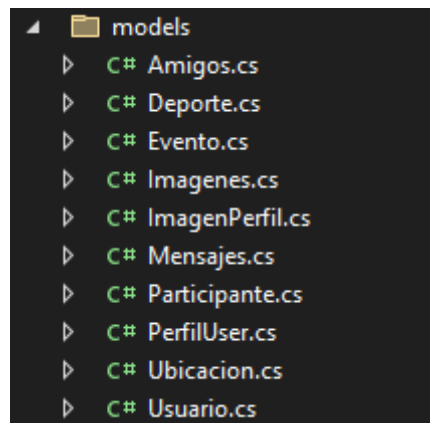 models
C# Amigos.cs
C# Deporte.cs
C# Evento.cs
C# Imagenes.cs
C# ImagenPerfil.cs
C# Mensajes.cs
C# Participante.cs
C# PerfilUser.cs
C# Ubicacion.cs
C# Usuario.cs